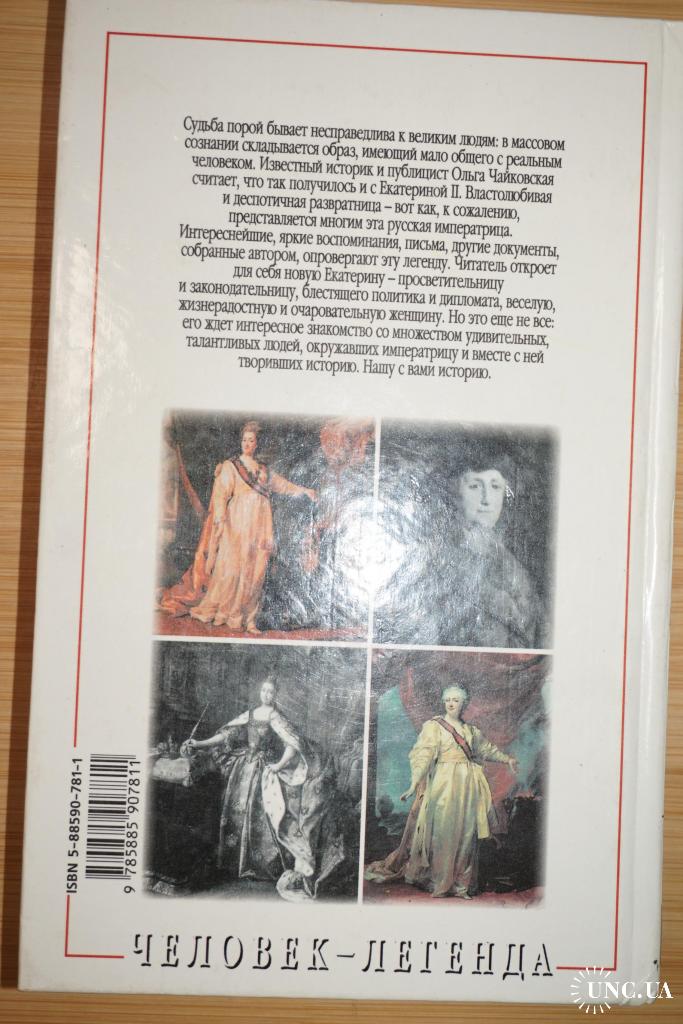 Судьба порой бывает несправедлива к великим людям: в массовом
сознании складывается образ, имеющий мало общего с реальным
человеком. Известный историк и публицист Ольга Чайковская
считает, что так получилось и с Екатериной II. Властолюбивая
и деспотичная развратница – вот как, к сожалению,
представляется многим эта русская императрица.
Интереснейшие, яркие воспоминания, письма, другие документы,
собранные автором, опровергают эту легенду. Читатель откроет
для себя новую Екатерину – просветительницу
и законодательницу, блестящего политика и дипломата, веселую,
жизнерадостную и очаровательную женщину. Но это еще не все:
его ждет интересное знакомство со множеством удивительных,
талантливых людей, окружавших императрицу и вместе с ней
творивших историю. Нашу с вами историю.
ISBN 5-88590-781-1
9 785885 907811
ЧЕЛОВЕК-ЛЕГЕНДА
UNC.UA